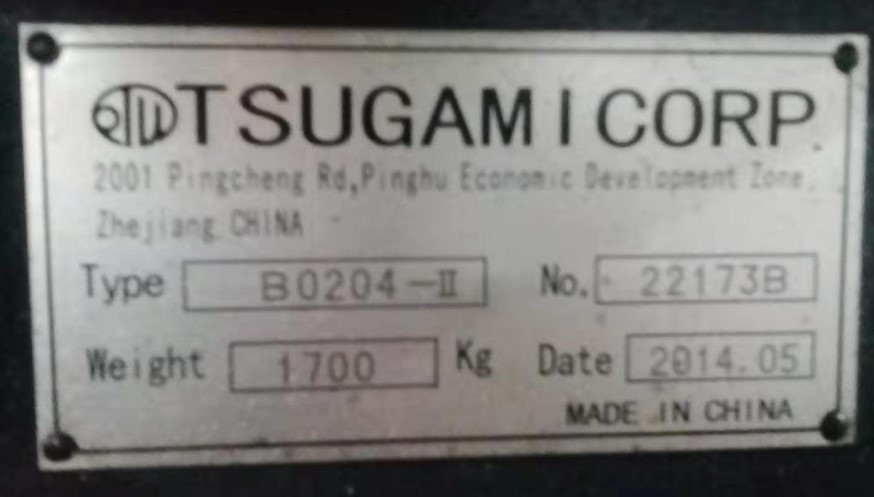 TSUGAMI CORP.
2001 Pingcheng Rd,Pinghu Economic Development Zone,
Zhejiang CHINA
Type B0204-II No. 22173B
Weight 1700 Kg Date 2014.05
MADE IN CHINA